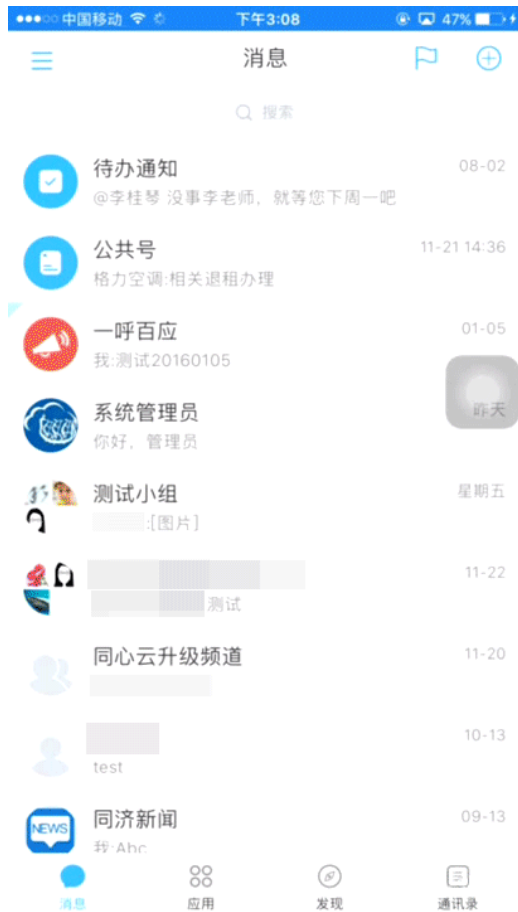 中国移动 下午3:08 47%
消息
搜索
待办通知 08-02
@李桂琴 没事李老师，就等您下周一吧
公共号 11-21 14:36
格力空调:相关退租办理
一呼百应 01-05
我:测试20160105
系统管理员 昨天
你好，管理员
测试小组 星期五
:[图片]
11-22
测试
同心云升级频道 11-20
10-13
test
NEWS 同济新闻 09-13
我:Abc
消息 应用 发现 通讯录